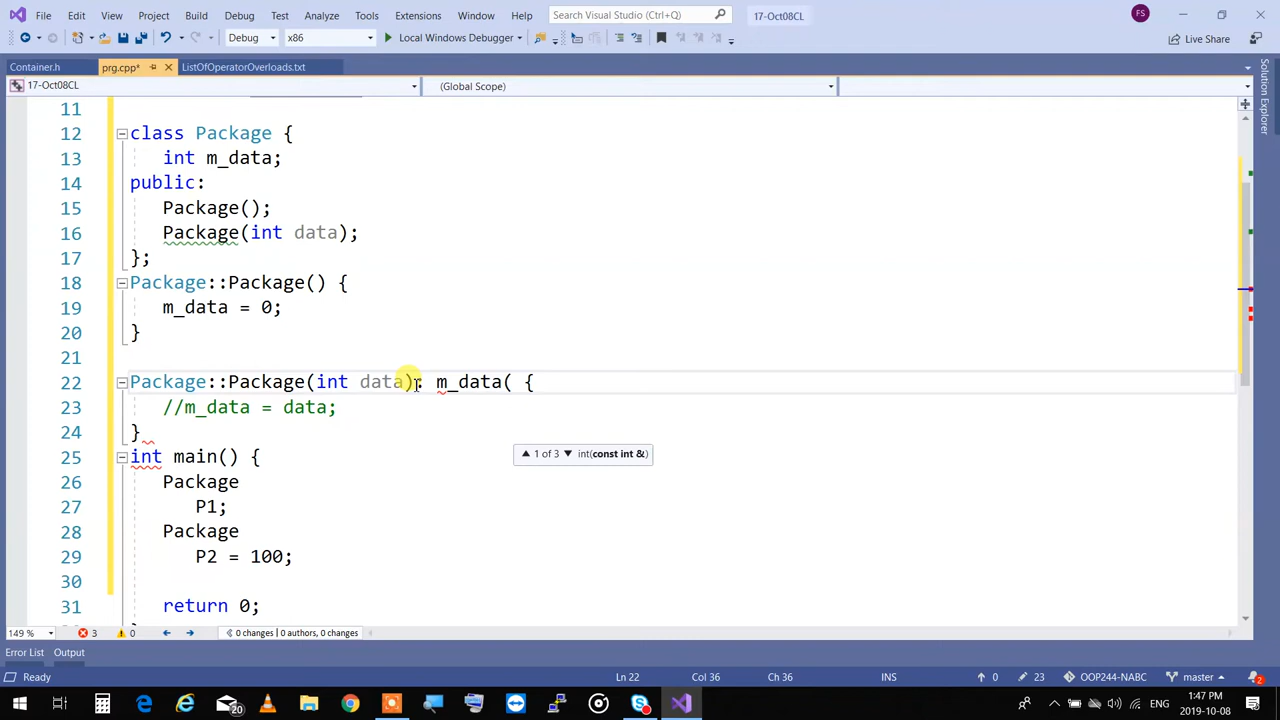 File Edit View Project Build Debug Test Analyze Tools Extensions Window Help Search Visual Studio (Ctrl+Q) 17-Oct08CL FS
Debug x86 Local Windows Debugger Live Share
Container.h prg.cpp* ListOfOperatorOverloads.txt
17-Oct08CL (Global Scope)
Solution Explorer
11
12 class Package {
13 int m_data;
14 public:
15 Package();
16 Package(int data);
17 };
18 Package::Package() {
19 m_data = 0;
20 }
21
22 Package::Package(int data): m_data( {
23 //m_data = data;
24 }
1 of 3 int(const int &)
25 int main() {
26 Package
27 P1;
28 Package
29 P2 = 100;
30
31 return 0;
149 % 3 0 0 changes | 0 authors, 0 changes
Error List Output
Ready Ln 22 Col 36 Ch 36 INS 0 23 OOP244-NABC master 2
20 ENG 1:47 PM 2019-10-08